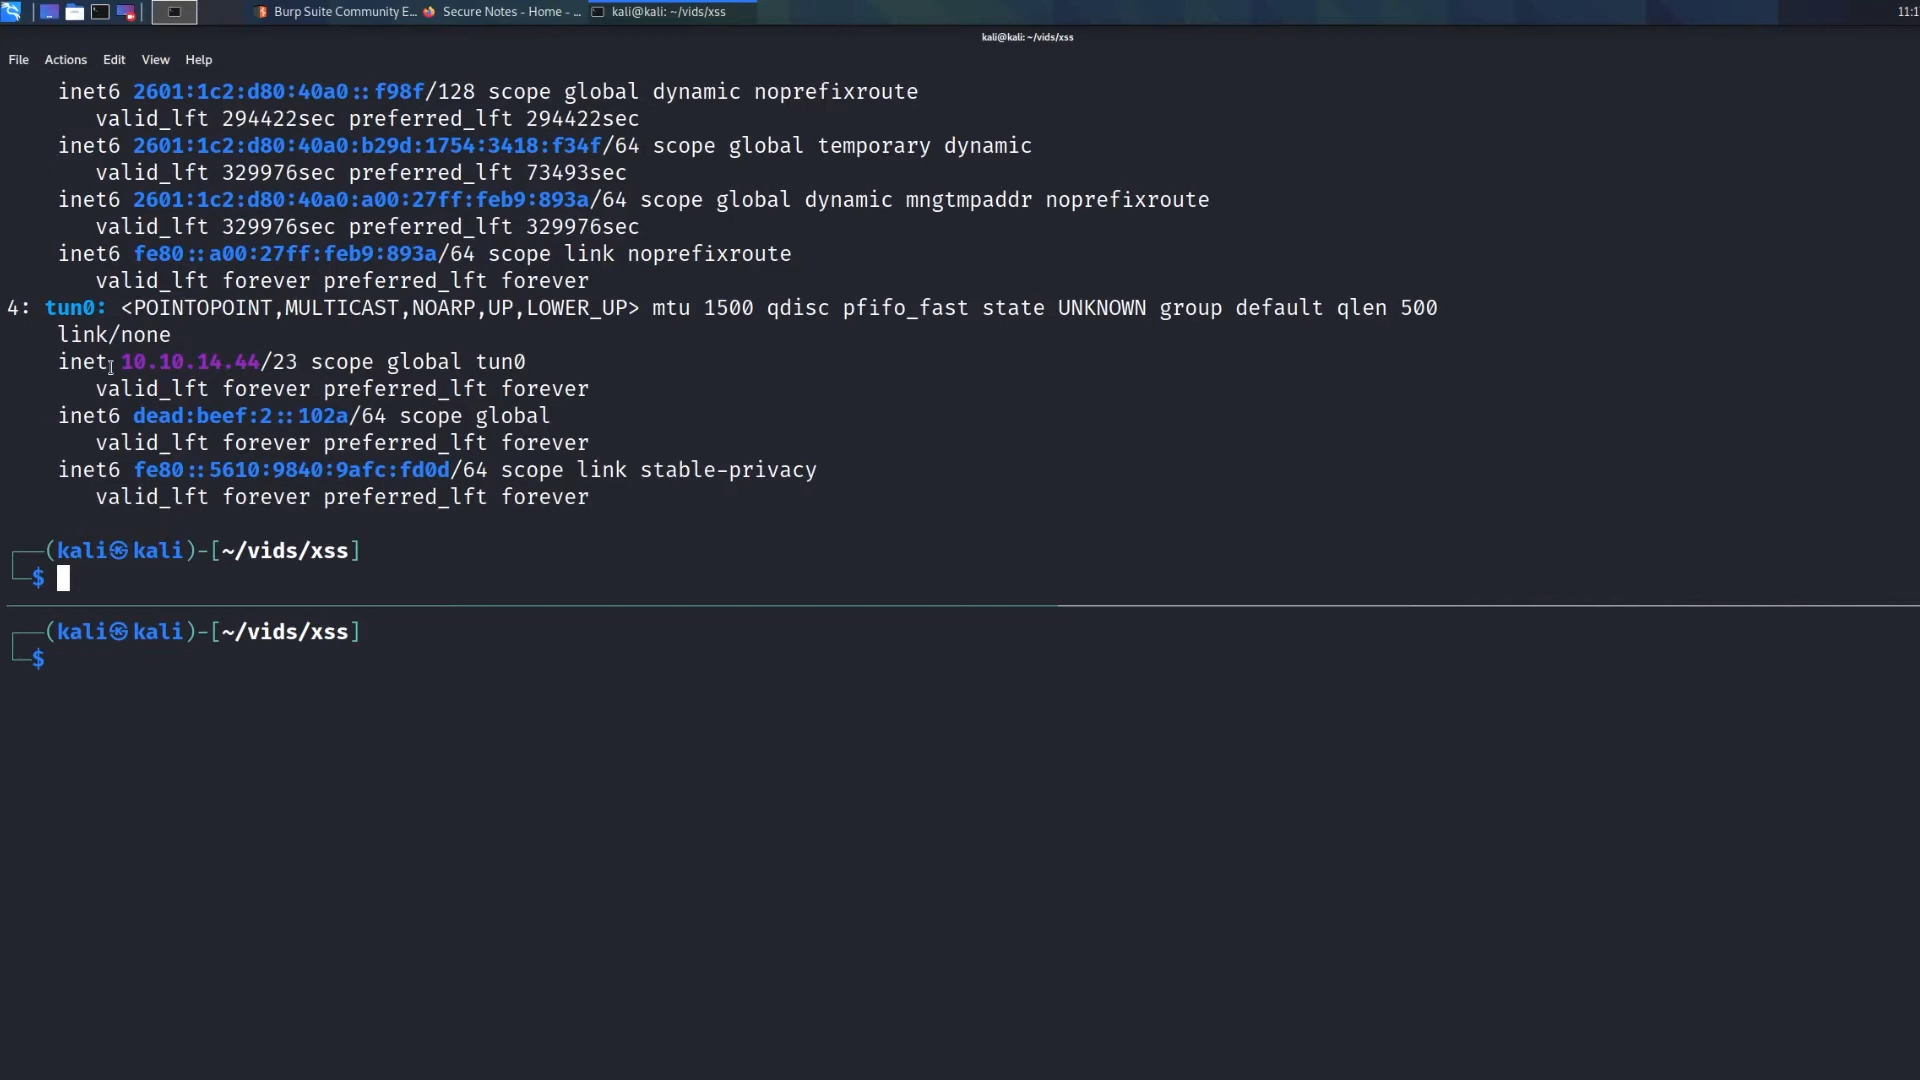 Burp Suite Community E... Secure Notes - Home - ... kali@kali: ~/vids/xss 11:1
kali@kali: ~/vids/xss
File Actions Edit View Help
inet6 2601:1c2:d80:40a0::f98f/128 scope global dynamic noprefixroute
valid_lft 294422sec preferred_lft 294422sec
inet6 2601:1c2:d80:40a0:b29d:1754:3418:f34f/64 scope global temporary dynamic
valid_lft 329976sec preferred_lft 73493sec
inet6 2601:1c2:d80:40a0:a00:27ff:feb9:893a/64 scope global dynamic mngtmpaddr noprefixroute
valid_lft 329976sec preferred_lft 329976sec
inet6 fe80::a00:27ff:feb9:893a/64 scope link noprefixroute
valid_lft forever preferred_lft forever
4: tun0: <POINTOPOINT,MULTICAST,NOARP,UP,LOWER_UP> mtu 1500 qdisc pfifo_fast state UNKNOWN group default qlen 500
link/none
inet 10.10.14.44/23 scope global tun0
valid_lft forever preferred_lft forever
inet6 dead:beef:2::102a/64 scope global
valid_lft forever preferred_lft forever
inet6 fe80::5610:9840:9afc:fd0d/64 scope link stable-privacy
valid_lft forever preferred_lft forever
┌──(kali㉿kali)-[~/vids/xss]
└─$
┌──(kali㉿kali)-[~/vids/xss]
└─$